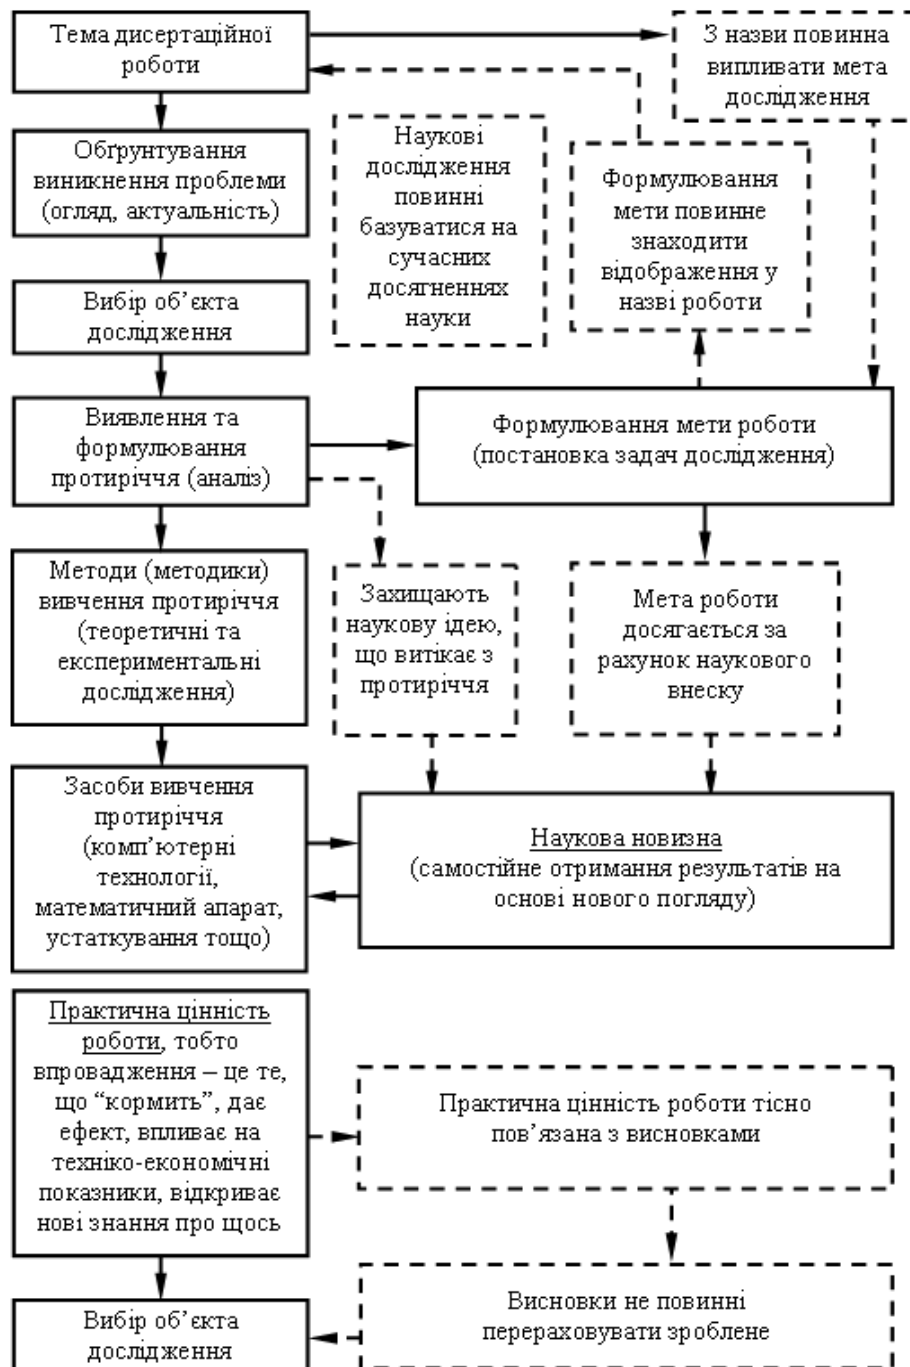 Тема дисертаційної
роботи
З назви повинна
випливати мета
дослідження
Обґрунтування
виникнення проблеми
(огляд, актуальність)
Наукові
дослідження
повинні
базуватися на
сучасних
досягненнях
науки
Формулювання
мети повинне
знаходити
відображення у
назві роботи
Вибір об’єкта
дослідження
Виявлення та
формулювання
протиріччя (аналіз)
Формулювання мети роботи
(постановка задач дослідження)
Методи (методики)
вивчення протиріччя
(теоретичні та
експериментальні
дослідження)
Захищають
наукову ідею,
що витікає з
протиріччя
Мета роботи
досягається за
рахунок наукового
внеску
Засоби вивчення
протиріччя
(комп’ютерні
технології,
математичний апарат,
устаткування тощо)
Наукова новизна
(самостійне отримання результатів на
основі нового погляду)
Практична цінність
роботи, тобто
впровадження – це те,
що “кормить”, дає
ефект, впливає на
техніко-економічні
показники, відкриває
нові знання про щось
Практична цінність роботи тісно
пов’язана з висновками
Вибір об’єкта
дослідження
Висновки не повинні
перераховувати зроблене